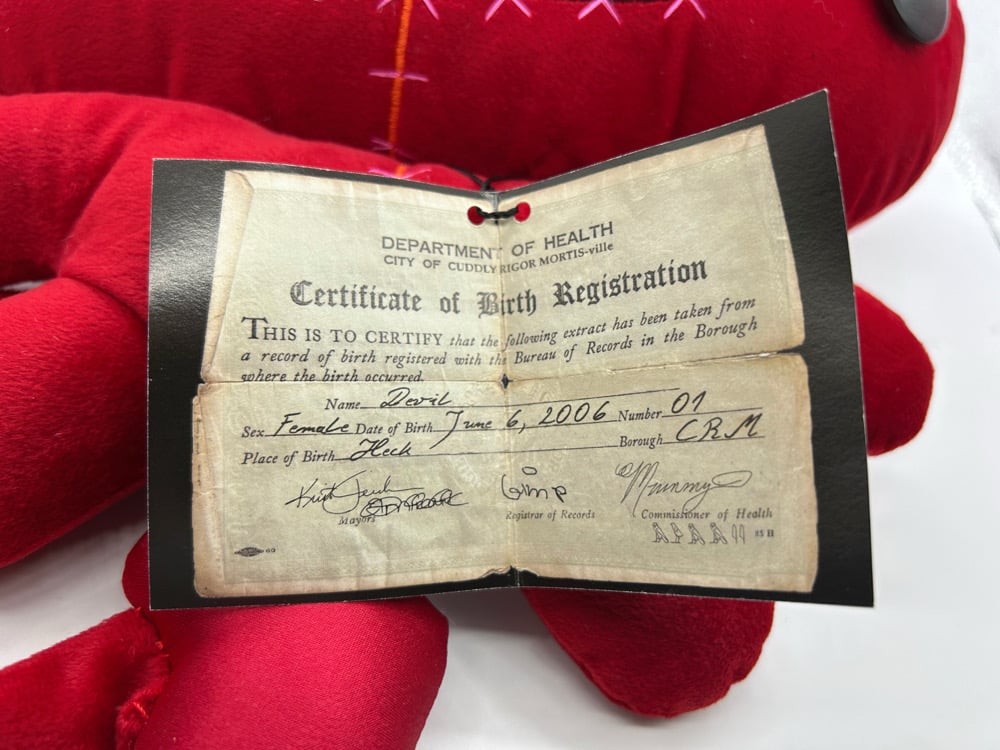 DEPARTMENT OF HEALTH
CITY OF CUDDLY RIGOR MORTIS-ville
Certificate of Birth Registration
THIS IS TO CERTIFY that the following extract has been taken from
a record of birth registered with the Bureau of Records in the Borough
where the birth occurred.
Name Devil
Sex Female Date of Birth June 6, 2006 Number 01
Place of Birth Heck Borough CRM
Gimp Mummy
Mayors Registrar of Records Commissioner of Health
60 85 H